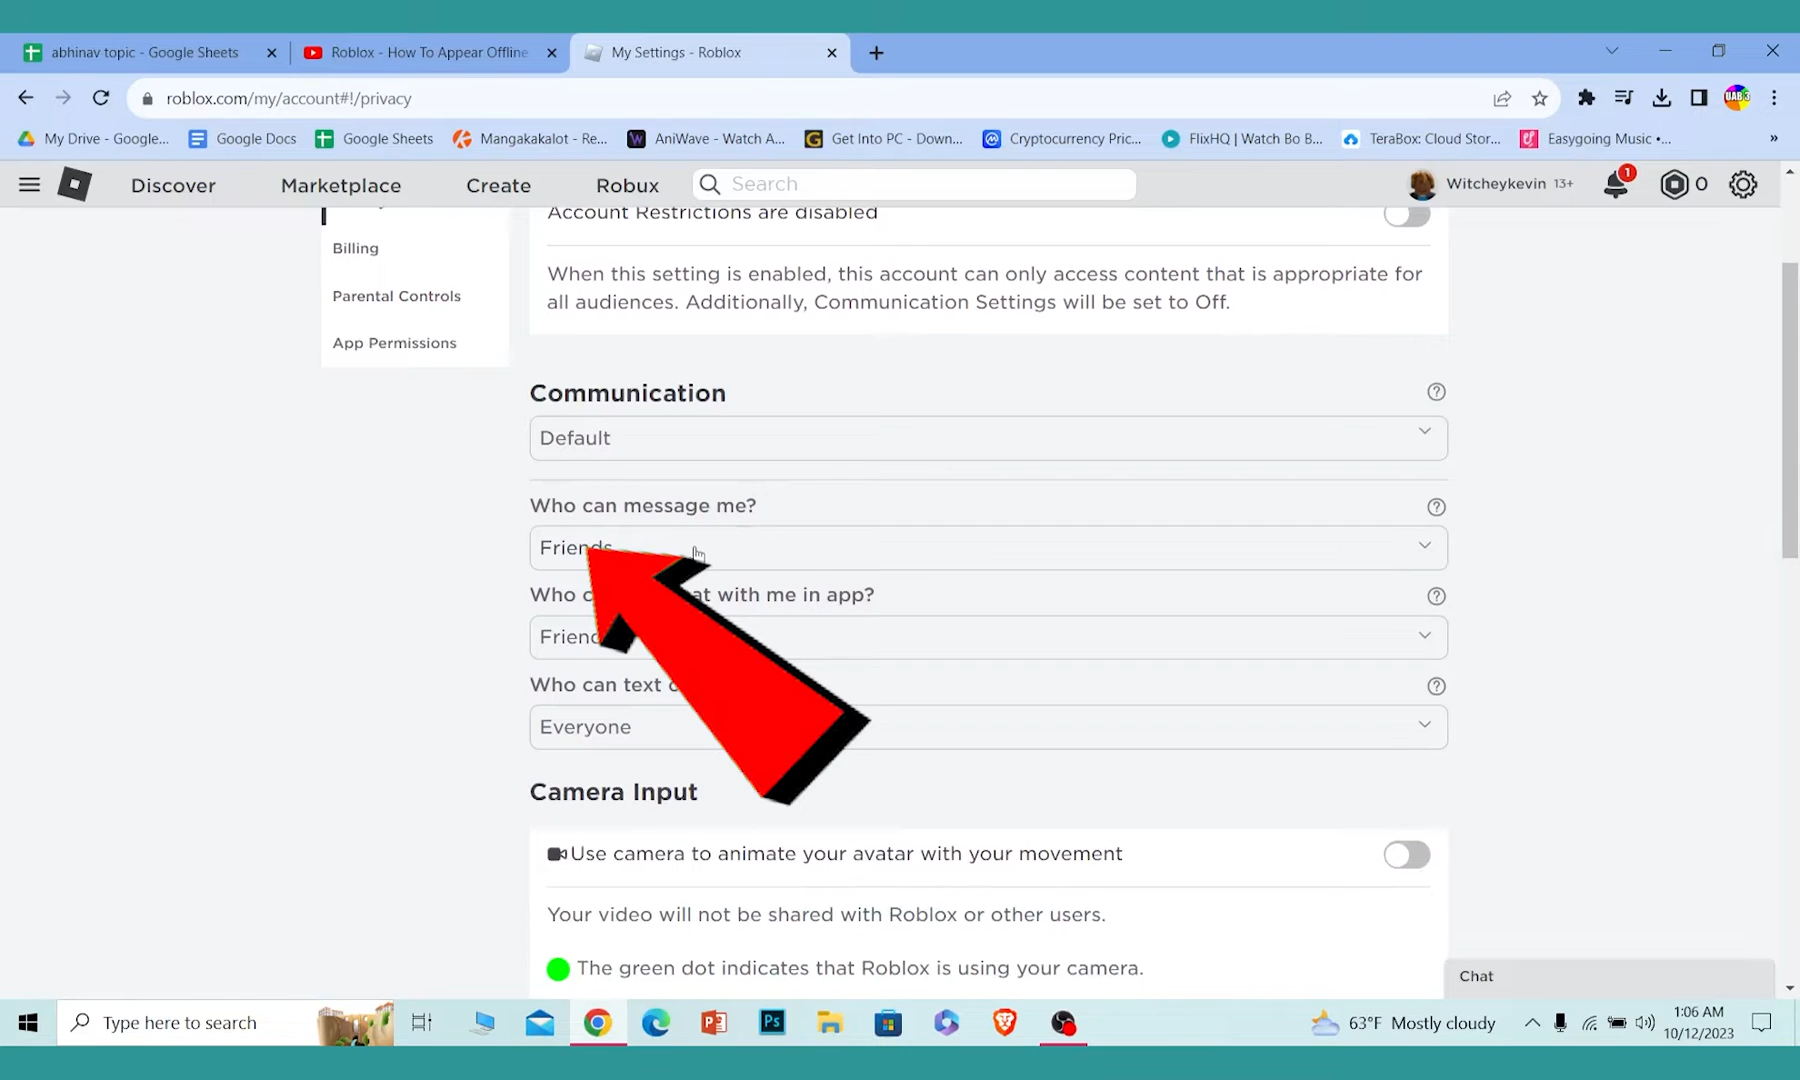 abhinav topic - Google Sheets
Roblox - How To Appear Offline
My Settings - Roblox
roblox.com/my/account#!/privacy
My Drive - Google...
Google Docs
Google Sheets
Mangakakalot - Re...
AniWave - Watch A...
Get Into PC - Down...
Cryptocurrency Pric...
FlixHQ | Watch Bo B...
TeraBox: Cloud Stor...
Easygoing Music •...
»
Discover
Marketplace
Create
Robux
Search
Witcheykevin 13+
1
0
Account Restrictions are disabled
Billing
When this setting is enabled, this account can only access content that is appropriate for
all audiences. Additionally, Communication Settings will be set to Off.
Parental Controls
App Permissions
Communication
Default
Who can message me?
Friends
Who with me in app?
Who can text
Everyone
Camera Input
Use camera to animate your avatar with your movement
Your video will not be shared with Roblox or other users.
The green dot indicates that Roblox is using your camera.
Chat
Type here to search
63°F Mostly cloudy
1:06 AM
10/12/2023